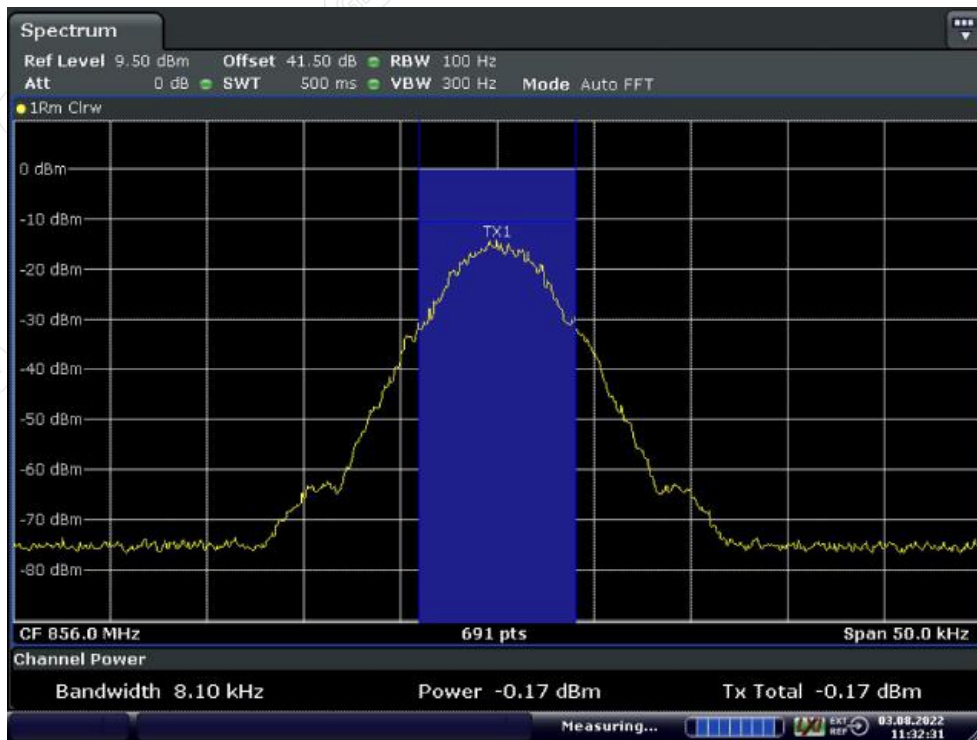 Spectrum
Ref Level 9.50 dBm Offset 41.50 dB RBW 100 Hz
Att 0 dB SWT 500 ms VBW 300 Hz Mode Auto FFT
1Rm Clrw
0 dBm
-10 dBm
TX1
-20 dBm
-30 dBm
-40 dBm
-50 dBm
-60 dBm
-70 dBm
-80 dBm
CF 856.0 MHz 691 pts Span 50.0 kHz
Channel Power
Bandwidth 8.10 kHz Power -0.17 dBm Tx Total -0.17 dBm
Measuring... LXI EXT REF 03.08.2022
11:32:31